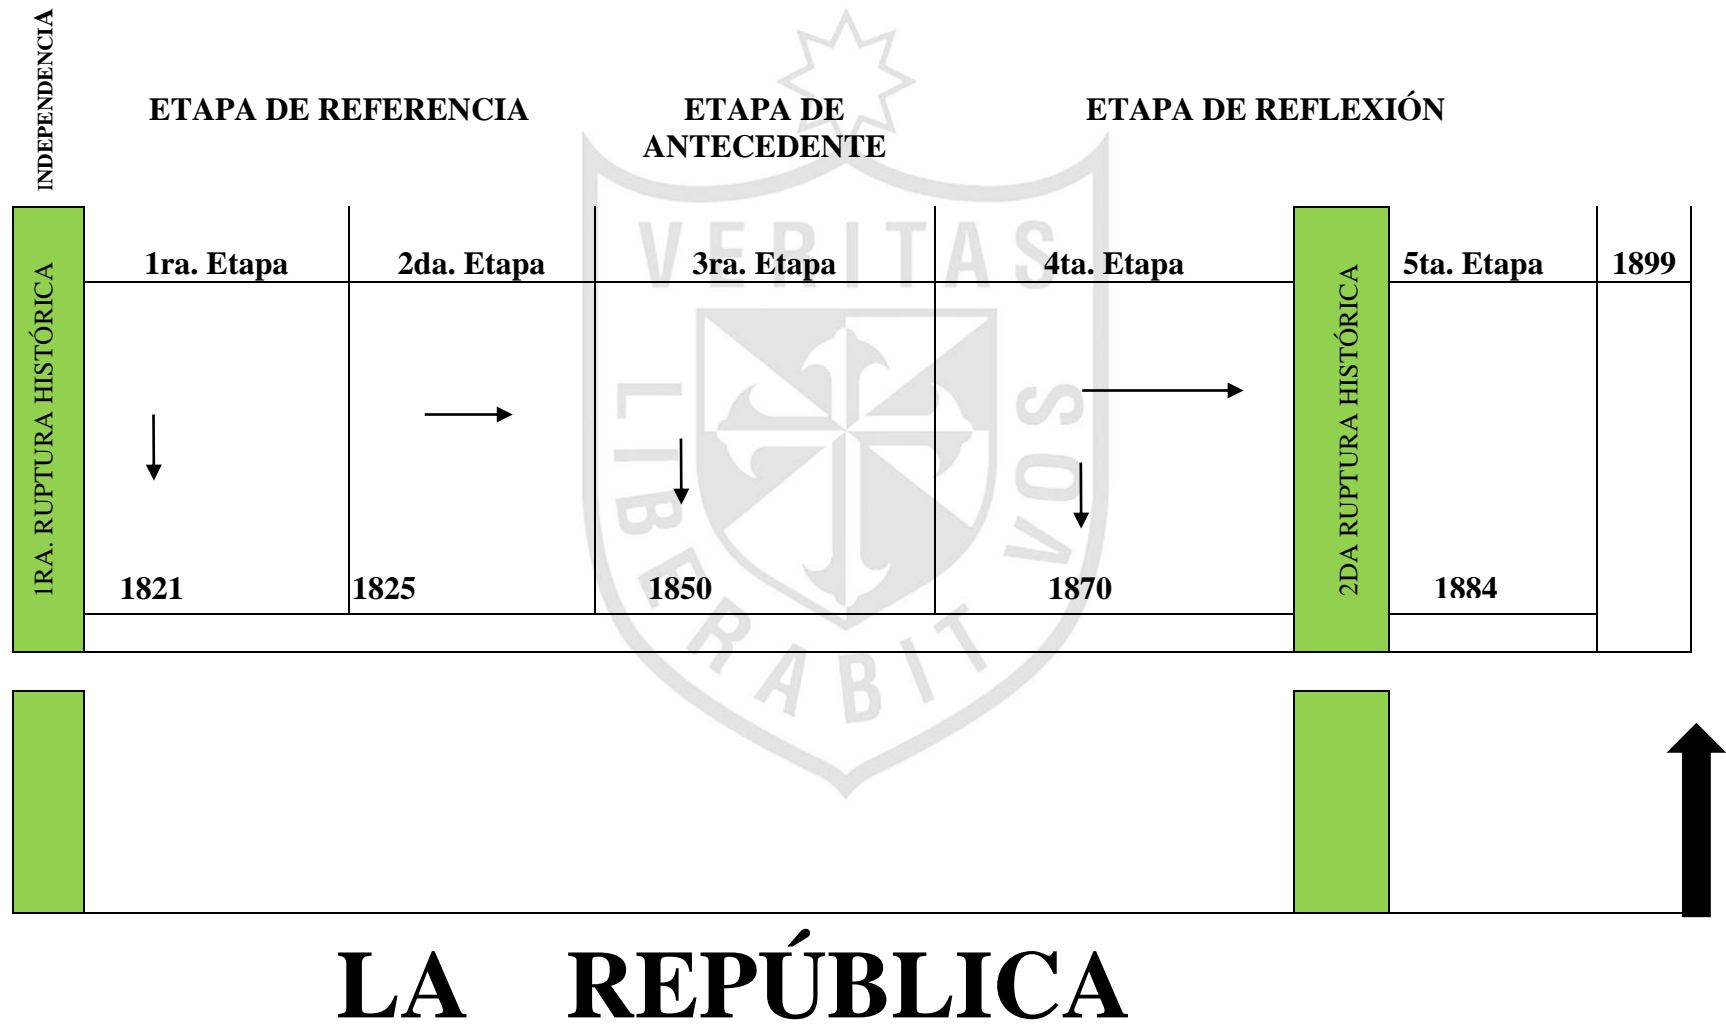 INDEPENDENCIA
ETAPA DE REFERENCIA
ETAPA DE
ANTECEDENTE
ETAPA DE REFLEXIÓN
1RA. RUPTURA HISTÓRICA
1ra. Etapa
2da. Etapa
3ra. Etapa
4ta. Etapa
2DA RUPTURA HISTÓRICA
5ta. Etapa
1899
1821
1825
1850
1870
1884
VERITAS
LIBERABIT
VOS
LA REPÚBLICA